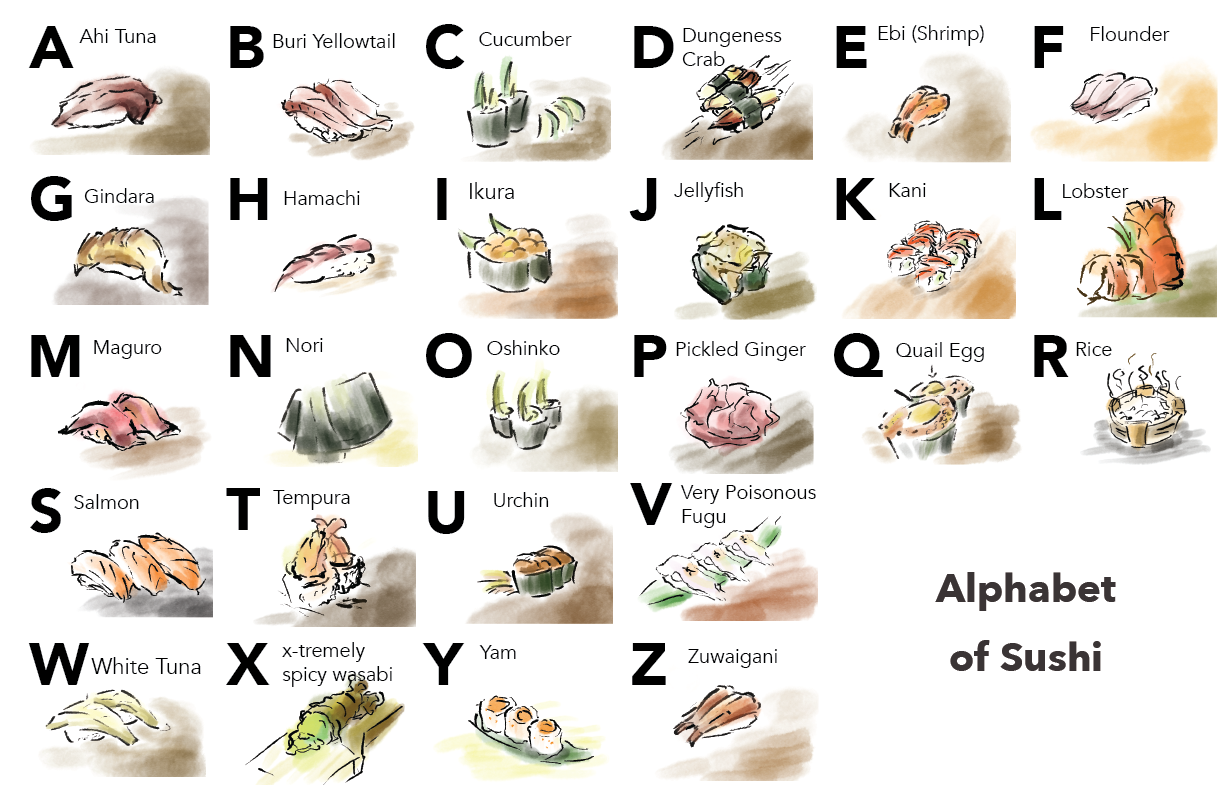 A Ahi Tuna
B Buri Yellowtail
C Cucumber
D Dungeness
Crab
E Ebi (Shrimp)
F Flounder
G Gindara
H Hamachi
I Ikura
J Jellyfish
K Kani
L Lobster
M Maguro
N Nori
O Oshinko
P Pickled Ginger
Q Quail Egg
R Rice
S Salmon
T Tempura
U Urchin
V Very Poisonous
Fugu
W White Tuna
X x-tremely
spicy wasabi
Y Yam
Z Zuwaigani
Alphabet
of Sushi